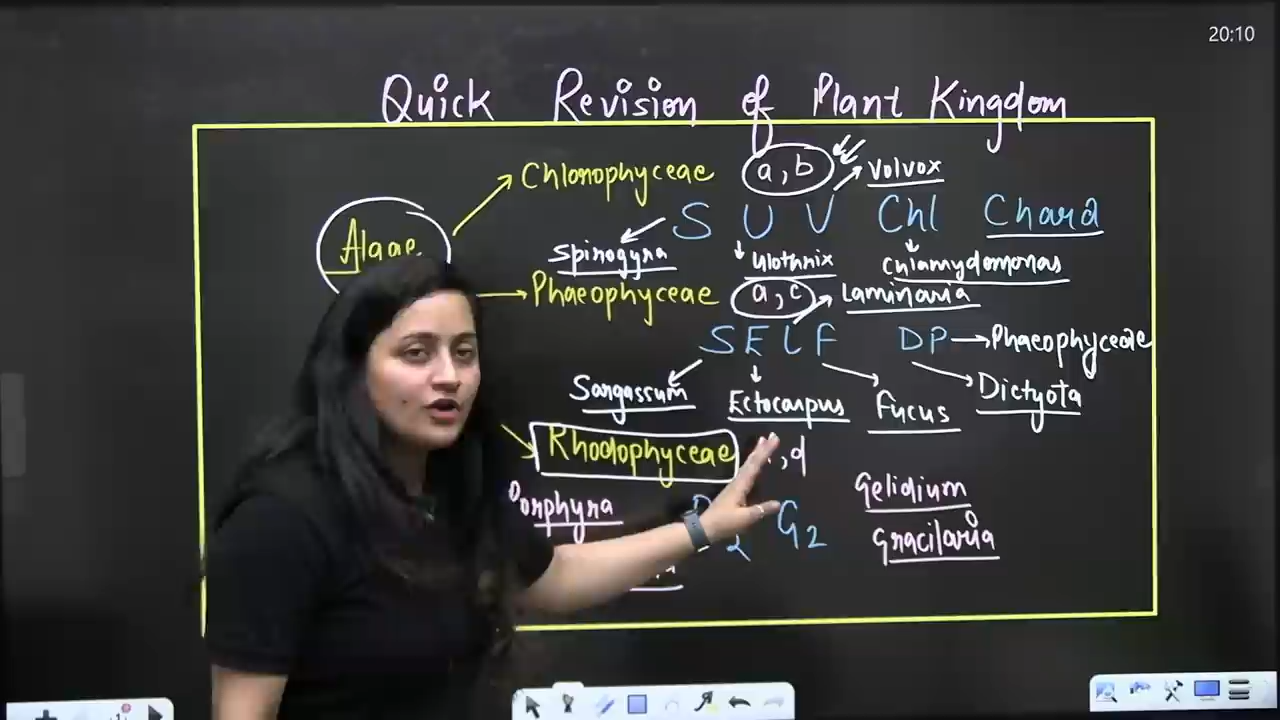 20:10
Quick Revision of Plant Kingdom
Chlorophyceae a, b Volvox
S U V Chl Chara
Algae Spirogyra Ulothrix Chlamydomonas
Phaeophyceae a, c Laminaria
S E L F DP → Phaeophyceae
Sargassum Ectocarpus Fucus Dictyota
Rhodophyceae , d
Porphyra G2 Gelidium
Gracilaria